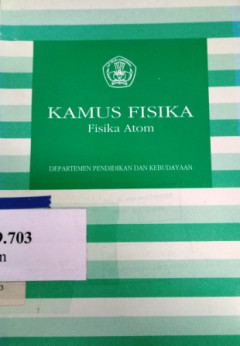 KAMUS FISIKA
Fisika Atom
DEPARTEMEN PENDIDIKAN DAN KEBUDAYAAN
9.703